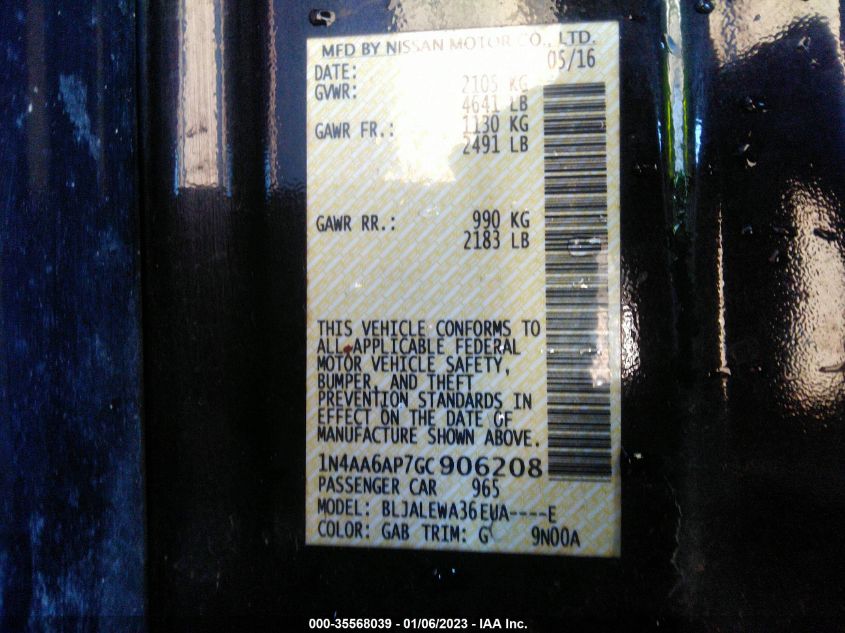 MFD BY NISSAN MOTOR CO., LTD.
DATE: 05/16
GVWR: 2105 KG
4641 LB
GAWR FR.: 1130 KG
2491 LB
GAWR RR.: 990 KG
2183 LB
THIS VEHICLE CONFORMS TO
ALL APPLICABLE FEDERAL
MOTOR VEHICLE SAFETY,
BUMPER, AND THEFT
PREVENTION STANDARDS IN
EFFECT ON THE DATE OF
MANUFACTURE SHOWN ABOVE.
1N4AA6AP7GC906208
PASSENGER CAR 965
MODEL: BLJALEWA36EUA----E
COLOR: GAB TRIM: G 9N00A
000-35568039 - 01/06/2023 - IAA Inc.